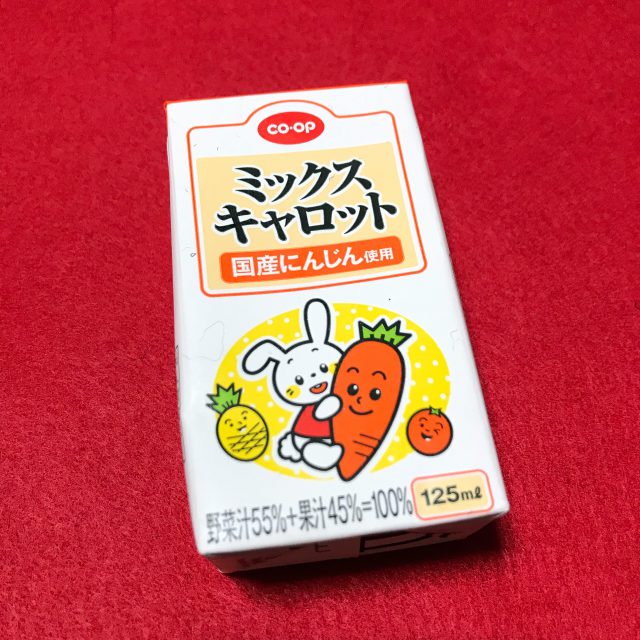 CO・OP
ミックス
キャロット
国産にんじん使用
野菜汁55%+果汁45%=100%
125mℓ